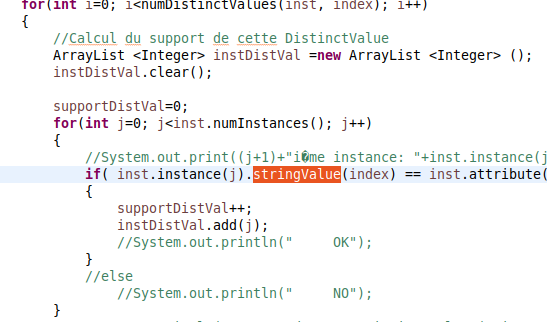 for(int i=0; i<numDistinctValues(inst, index); i++)
{
//Calcul du support de cette DistinctValue
ArrayList <Integer> instDistVal =new ArrayList <Integer> ();
instDistVal.clear();
supportDistVal=0;
for(int j=0; j<inst.numInstances(); j++)
{
//System.out.print((j+1)+"i�me instance: "+inst.instance(j
if( inst.instance(j).stringValue(index) == inst.attribute(
{
supportDistVal++;
instDistVal.add(j);
//System.out.println("     OK");
}
//else
//System.out.println("     NO");
}